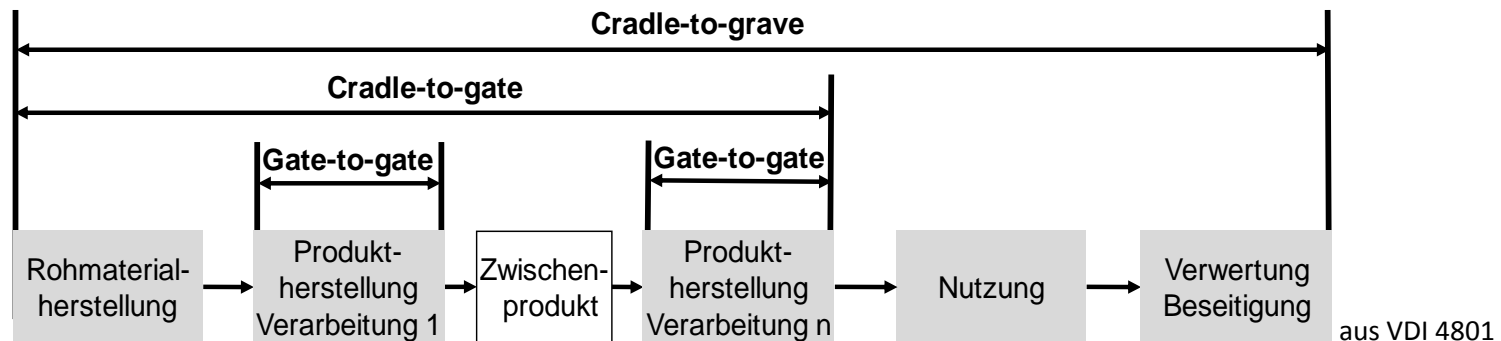 Cradle-to-grave
Cradle-to-gate
Gate-to-gate
Gate-to-gate
Rohmaterial-
herstellung
Produkt-
herstellung
Verarbeitung 1
Zwischen-
produkt
Produkt-
herstellung
Verarbeitung n
Nutzung
Verwertung
Beseitigung
aus VDI 4801